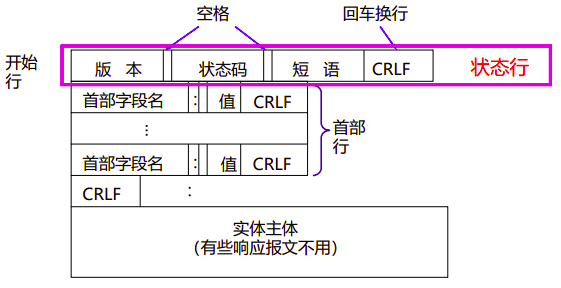 空格
回车换行
开始
行
版 本
状态码
短 语
CRLF
状态行
首部字段名 : 值 CRLF
⋮
首部
行
首部字段名 : 值 CRLF
CRLF
:
实体主体
(有些响应报文不用)